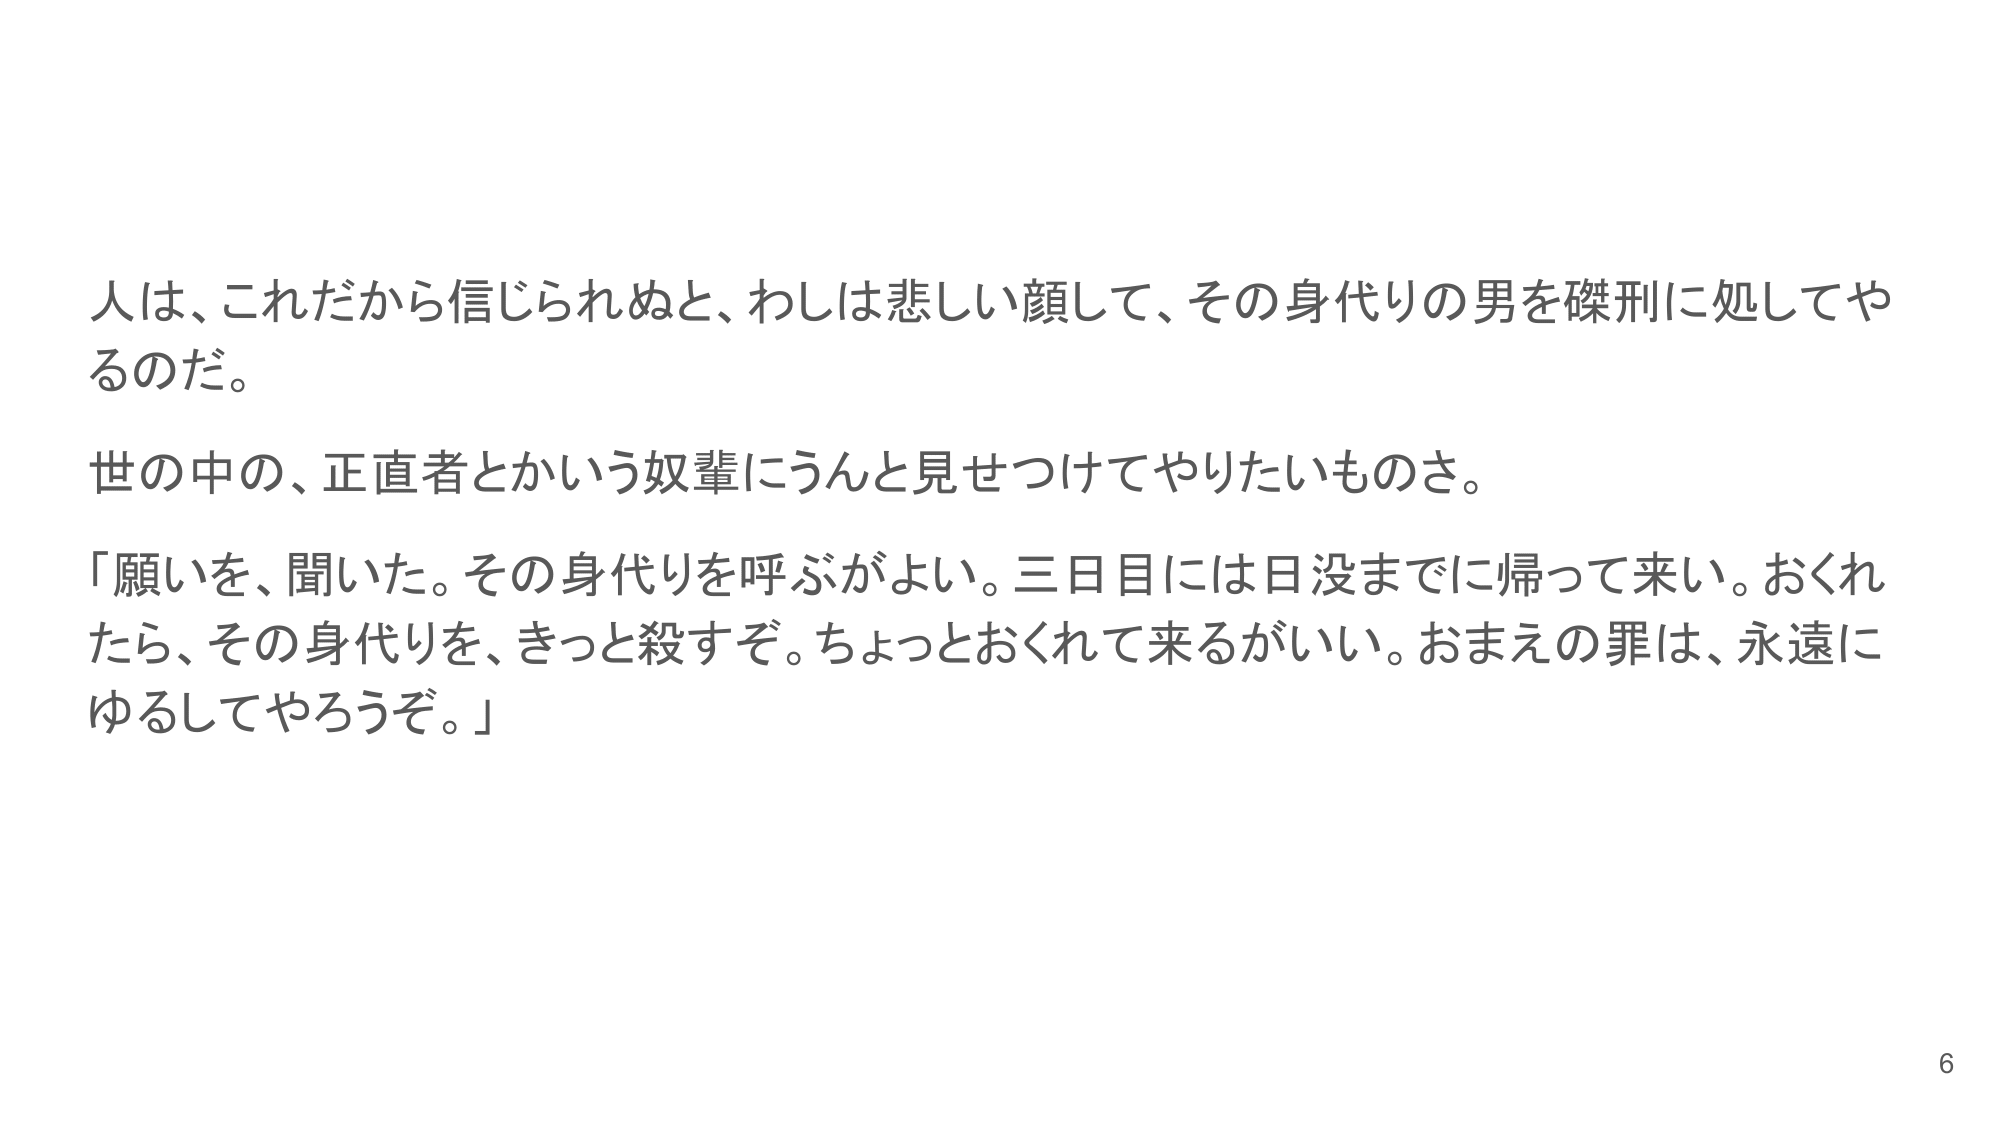 人は、これだから信じられぬと、わしは悲しい顔して、その身代りの男を磔刑に処してや
るのだ。
世の中の、正直者とかいう奴輩にうんと見せつけてやりたいものさ。
「願いを、聞いた。その身代りを呼ぶがよい。三日目には日没までに帰って来い。おくれ
たら、その身代りを、きっと殺すぞ。ちょっとおくれて来るがいい。おまえの罪は、永遠に
ゆるしてやろうぞ。」
6